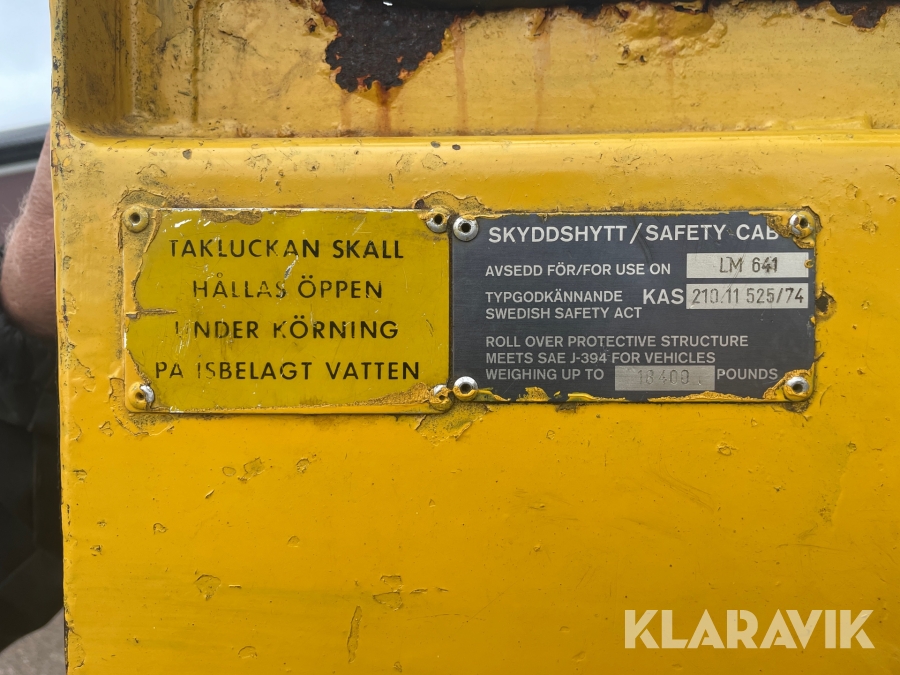 TAKLUCKAN SKALL
HÅLLAS ÖPPEN
UNDER KÖRNING
PÅ ISBELAGT VATTEN
SKYDDSHYTT/SAFETY CAB
AVSEDD FÖR/FOR USE ON LM 641
TYPGODKÄNNANDE KAS 210.11 525/74
SWEDISH SAFETY ACT
ROLL OVER PROTECTIVE STRUCTURE
MEETS SAE J-394 FOR VEHICLES
WEIGHING UP TO 18400 POUNDS
KLARAVIK